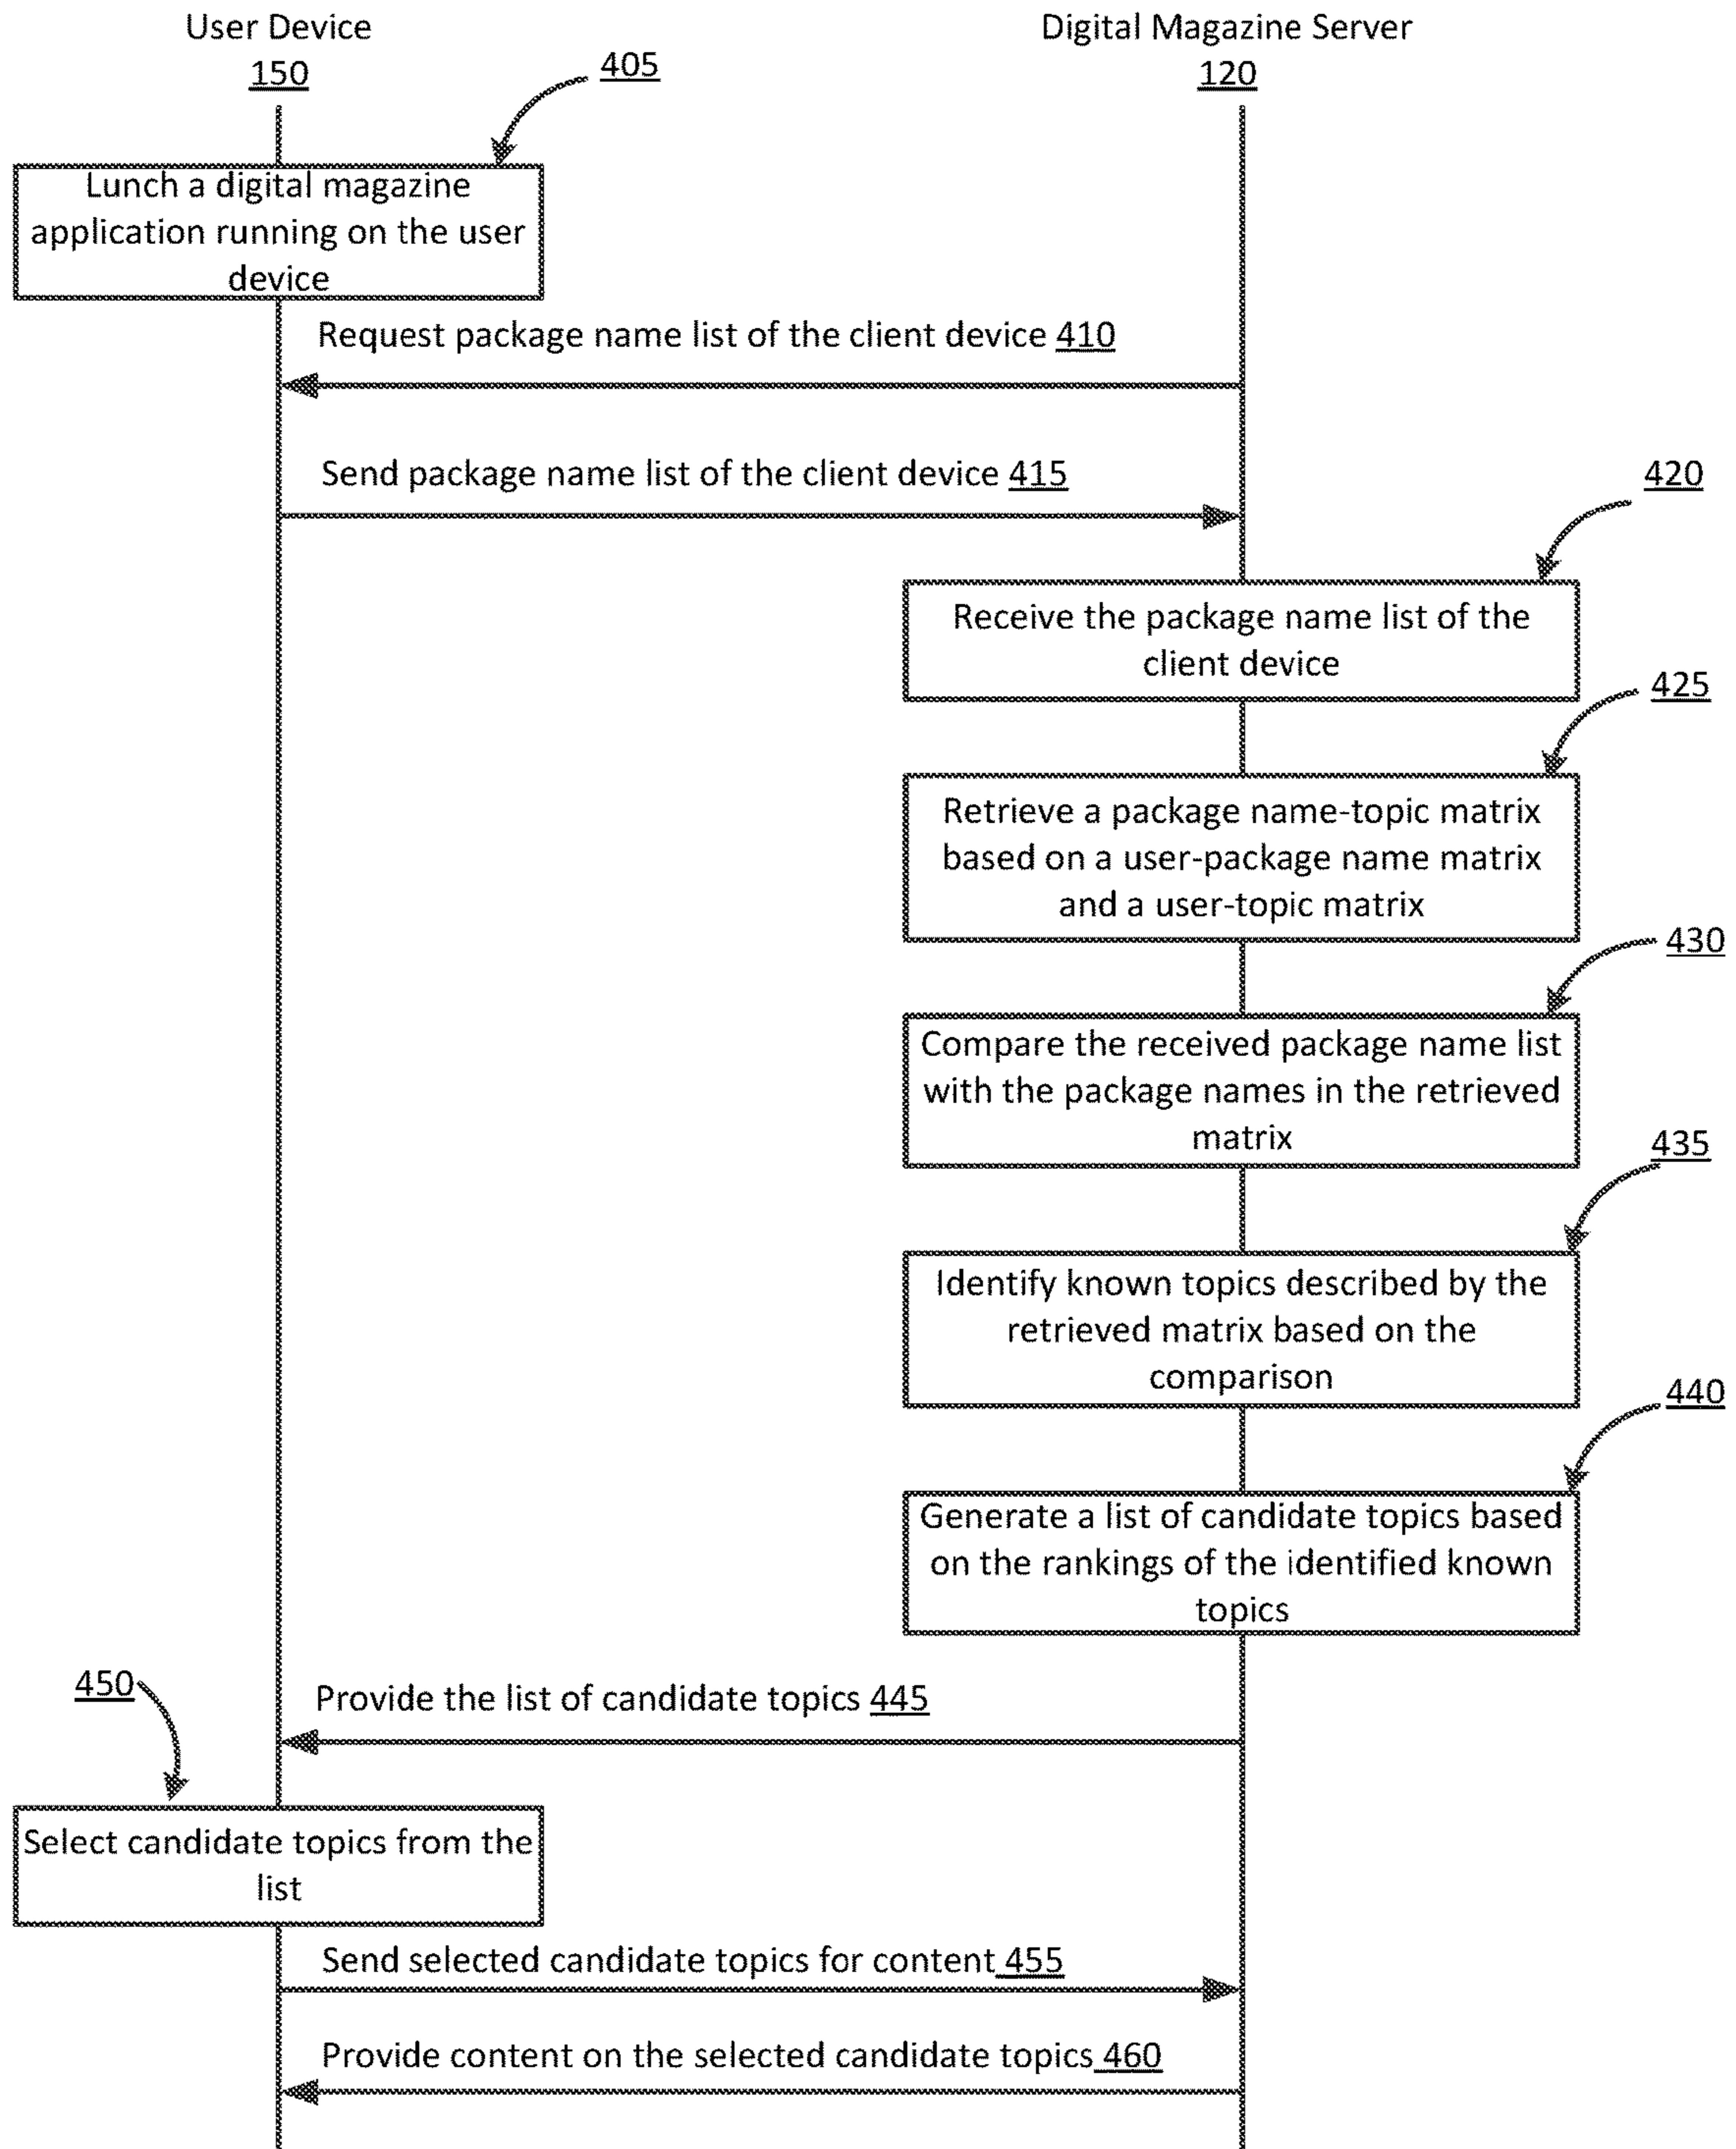 User Device
150
Digital Magazine Server
120
405
Lunch a digital magazine
application running on the user
device
Request package name list of the client device 410
Send package name list of the client device 415
420
Receive the package name list of the
client device
425
Retrieve a package name-topic matrix
based on a user-package name matrix
and a user-topic matrix
430
Compare the received package name list
with the package names in the retrieved
matrix
435
Identify known topics described by the
retrieved matrix based on the
comparison
440
Generate a list of candidate topics based
on the rankings of the identified known
topics
450
Provide the list of candidate topics 445
Select candidate topics from the
list
Send selected candidate topics for content 455
Provide content on the selected candidate topics 460